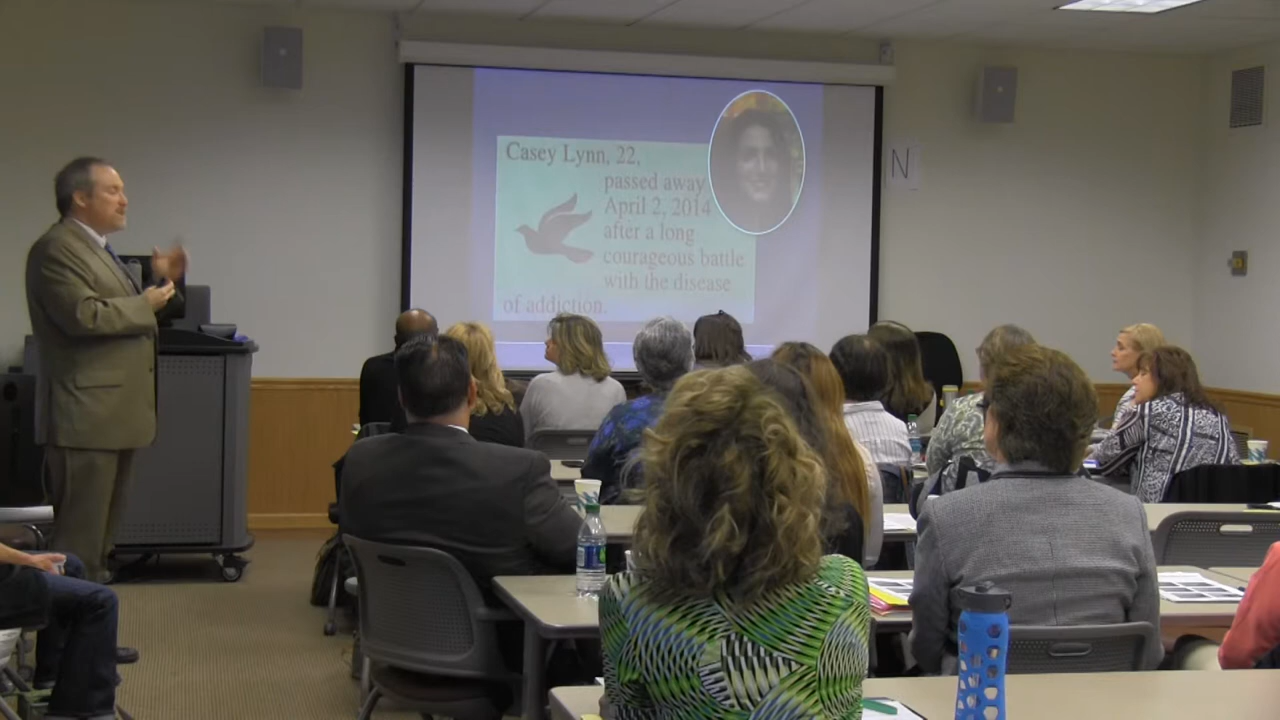 Casey Lynn, 22,
passed away
April 2, 2014
after a long
courageous battle
with the disease
of addiction.
N